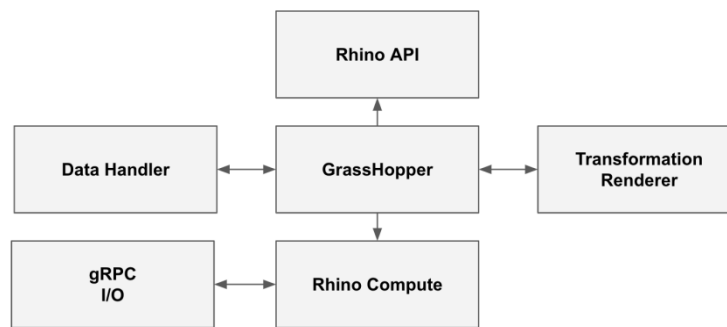 Rhino API
Data Handler
GrassHopper
Transformation
Renderer
gRPC
I/O
Rhino Compute